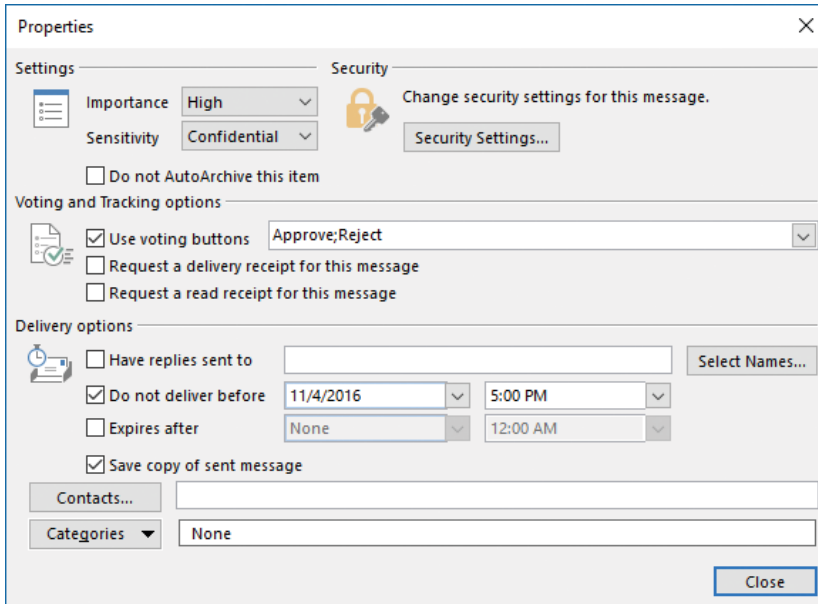 Properties
Settings
Security
Importance High
Change security settings for this message.
Sensitivity Confidential
Security Settings...
Do not AutoArchive this item
Voting and Tracking options
Use voting buttons Approve;Reject
Request a delivery receipt for this message
Request a read receipt for this message
Delivery options
Have replies sent to Select Names...
Do not deliver before 11/4/2016 5:00 PM
Expires after None 12:00 AM
Save copy of sent message
Contacts...
Categories None
Close